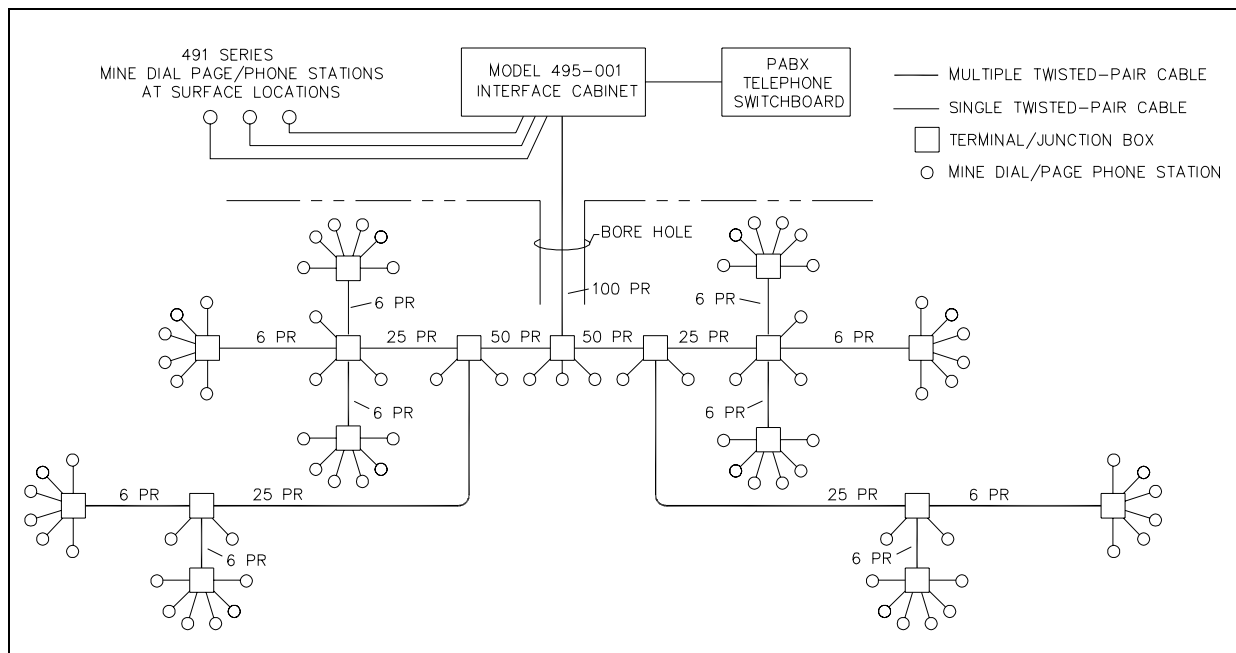 491 SERIES
MINE DIAL PAGE/PHONE STATIONS
AT SURFACE LOCATIONS
MODEL 495-001
INTERFACE CABINET
PABX
TELEPHONE
SWITCHBOARD
MULTIPLE TWISTED-PAIR CABLE
SINGLE TWISTED-PAIR CABLE
TERMINAL/JUNCTION BOX
MINE DIAL/PAGE PHONE STATION
BORE HOLE
100 PR
6 PR
6 PR
6 PR
25 PR
50 PR
50 PR
25 PR
6 PR
6 PR
6 PR
6 PR
25 PR
25 PR
6 PR
6 PR
6 PR